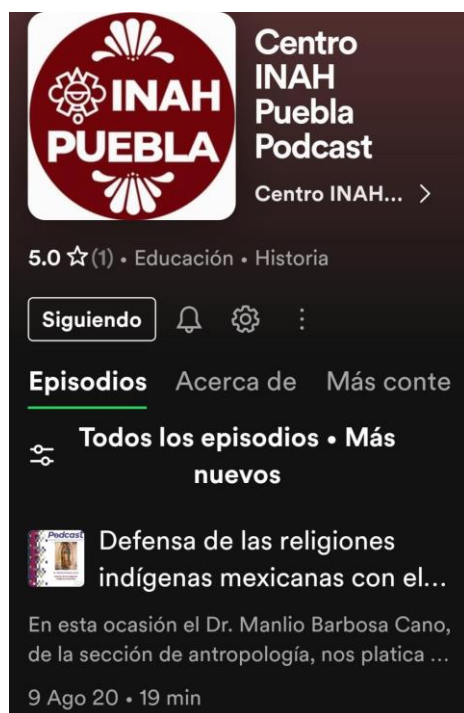 INAH
PUEBLA
Centro
INAH
Puebla
Podcast
Centro INAH...
5.0 (1) • Educación • Historia
Siguiendo
Episodios Acerca de Más conte
Todos los episodios • Más
nuevos
Podcast
Defensa de las religiones
indígenas mexicanas con el...
En esta ocasión el Dr. Manlio Barbosa Cano,
de la sección de antropología, nos platica ...
9 Ago 20 • 19 min